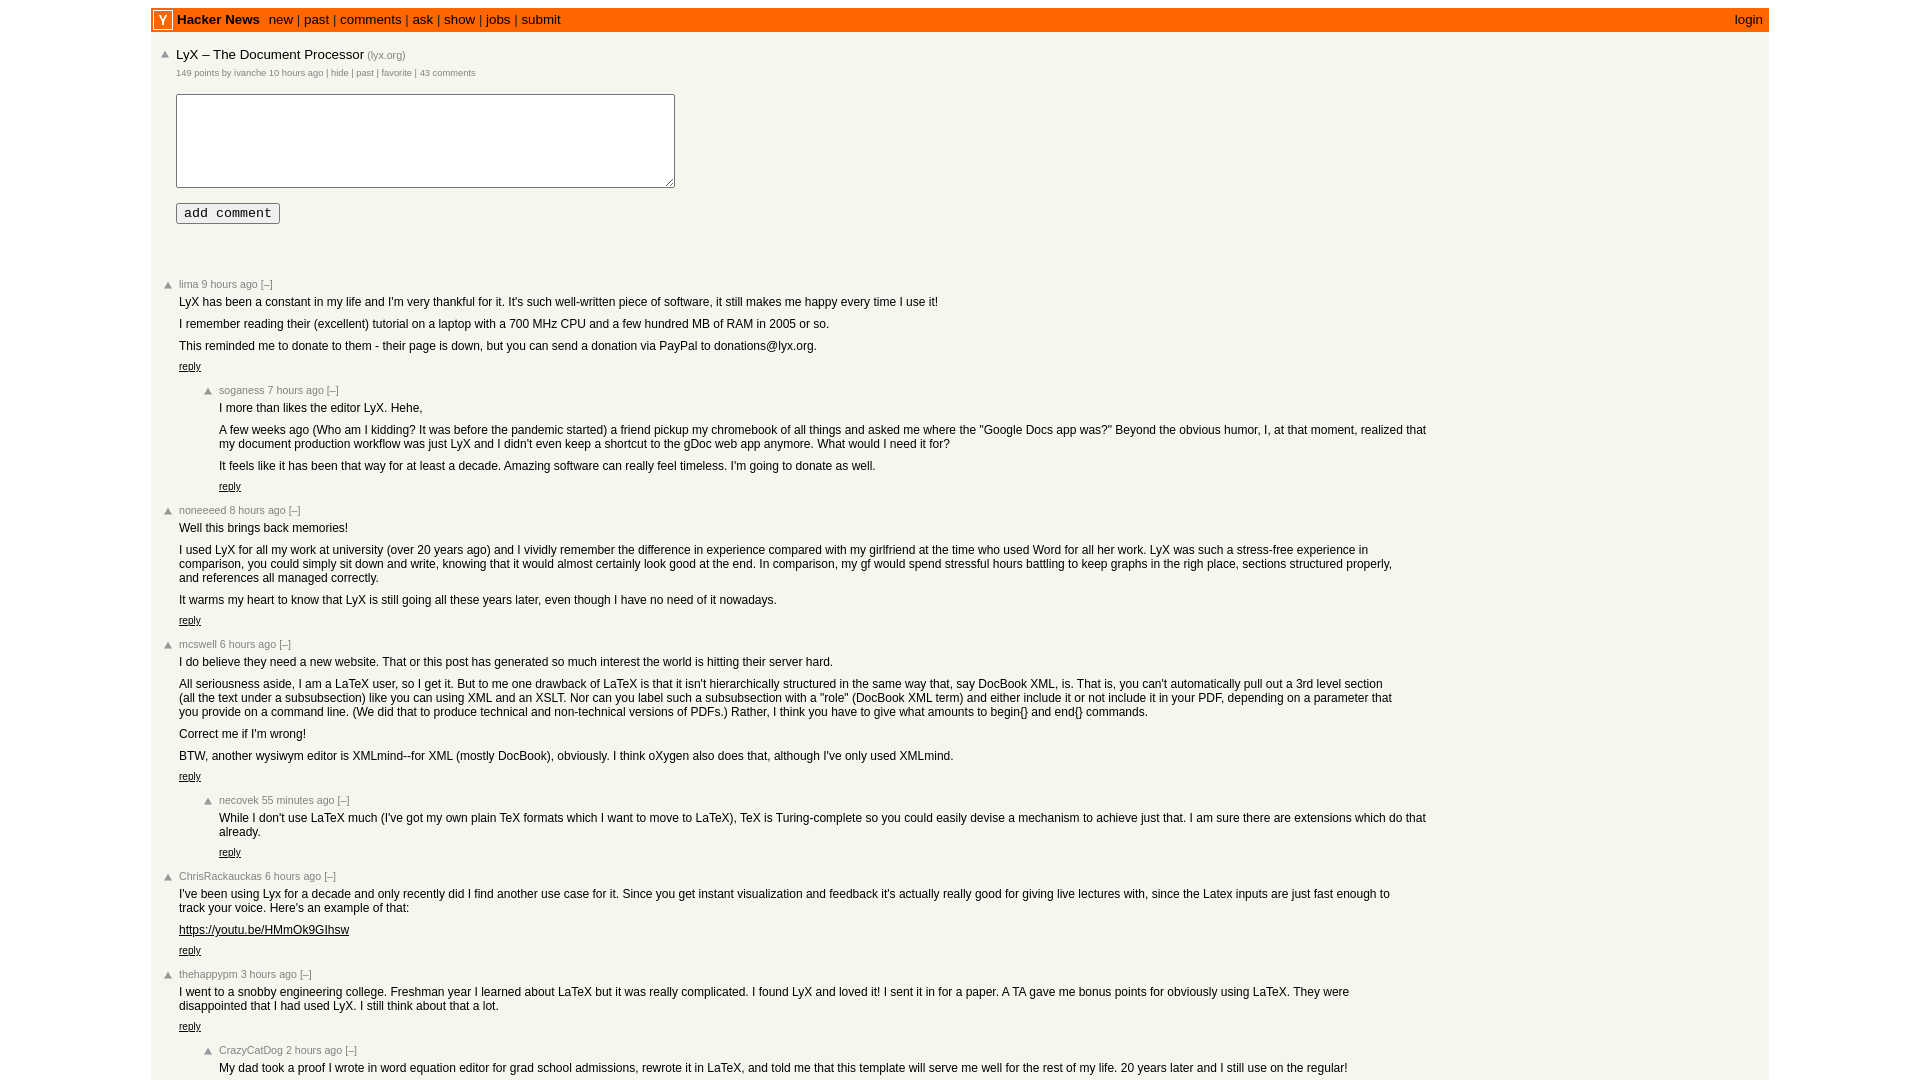 Y Hacker News new | past | comments | ask | show | jobs | submit login
LyX – The Document Processor (lyx.org)
149 points by ivanche 10 hours ago | hide | past | favorite | 43 comments
add comment
lima 9 hours ago [–]
LyX has been a constant in my life and I'm very thankful for it. It's such well-written piece of software, it still makes me happy every time I use it!
I remember reading their (excellent) tutorial on a laptop with a 700 MHz CPU and a few hundred MB of RAM in 2005 or so.
This reminded me to donate to them - their page is down, but you can send a donation via PayPal to donations@lyx.org.
reply
soganess 7 hours ago [–]
I more than likes the editor LyX. Hehe,
A few weeks ago (Who am I kidding? It was before the pandemic started) a friend pickup my chromebook of all things and asked me where the "Google Docs app was?" Beyond the obvious humor, I, at that moment, realized that
my document production workflow was just LyX and I didn't even keep a shortcut to the gDoc web app anymore. What would I need it for?
It feels like it has been that way for at least a decade. Amazing software can really feel timeless. I'm going to donate as well.
reply
noneeeed 8 hours ago [–]
Well this brings back memories!
I used LyX for all my work at university (over 20 years ago) and I vividly remember the difference in experience compared with my girlfriend at the time who used Word for all her work. LyX was such a stress-free experience in
comparison, you could simply sit down and write, knowing that it would almost certainly look good at the end. In comparison, my gf would spend stressful hours battling to keep graphs in the righ place, sections structured properly,
and references all managed correctly.
It warms my heart to know that LyX is still going all these years later, even though I have no need of it nowadays.
reply
mcswell 6 hours ago [–]
I do believe they need a new website. That or this post has generated so much interest the world is hitting their server hard.
All seriousness aside, I am a LaTeX user, so I get it. But to me one drawback of LaTeX is that it isn't hierarchically structured in the same way that, say DocBook XML, is. That is, you can't automatically pull out a 3rd level section
(all the text under a subsubsection) like you can using XML and an XSLT. Nor can you label such a subsubsection with a "role" (DocBook XML term) and either include it or not include it in your PDF, depending on a parameter that
you provide on a command line. (We did that to produce technical and non-technical versions of PDFs.) Rather, I think you have to give what amounts to begin{} and end{} commands.
Correct me if I'm wrong!
BTW, another wysiwym editor is XMLmind--for XML (mostly DocBook), obviously. I think oXygen also does that, although I've only used XMLmind.
reply
necovek 55 minutes ago [–]
While I don't use LaTeX much (I've got my own plain TeX formats which I want to move to LaTeX), TeX is Turing-complete so you could easily devise a mechanism to achieve just that. I am sure there are extensions which do that
already.
reply
ChrisRackauckas 6 hours ago [–]
I've been using Lyx for a decade and only recently did I find another use case for it. Since you get instant visualization and feedback it's actually really good for giving live lectures with, since the Latex inputs are just fast enough to
track your voice. Here's an example of that:
https://youtu.be/HMmOk9GIhsw
reply
thehappypm 3 hours ago [–]
I went to a snobby engineering college. Freshman year I learned about LaTeX but it was really complicated. I found LyX and loved it! I sent it in for a paper. A TA gave me bonus points for obviously using LaTeX. They were
disappointed that I had used LyX. I still think about that a lot.
reply
CrazyCatDog 2 hours ago [–]
My dad took a proof I wrote in word equation editor for grad school admissions, rewrote it in LaTeX, and told me that this template will serve me well for the rest of my life. 20 years later and I still use on the regular!